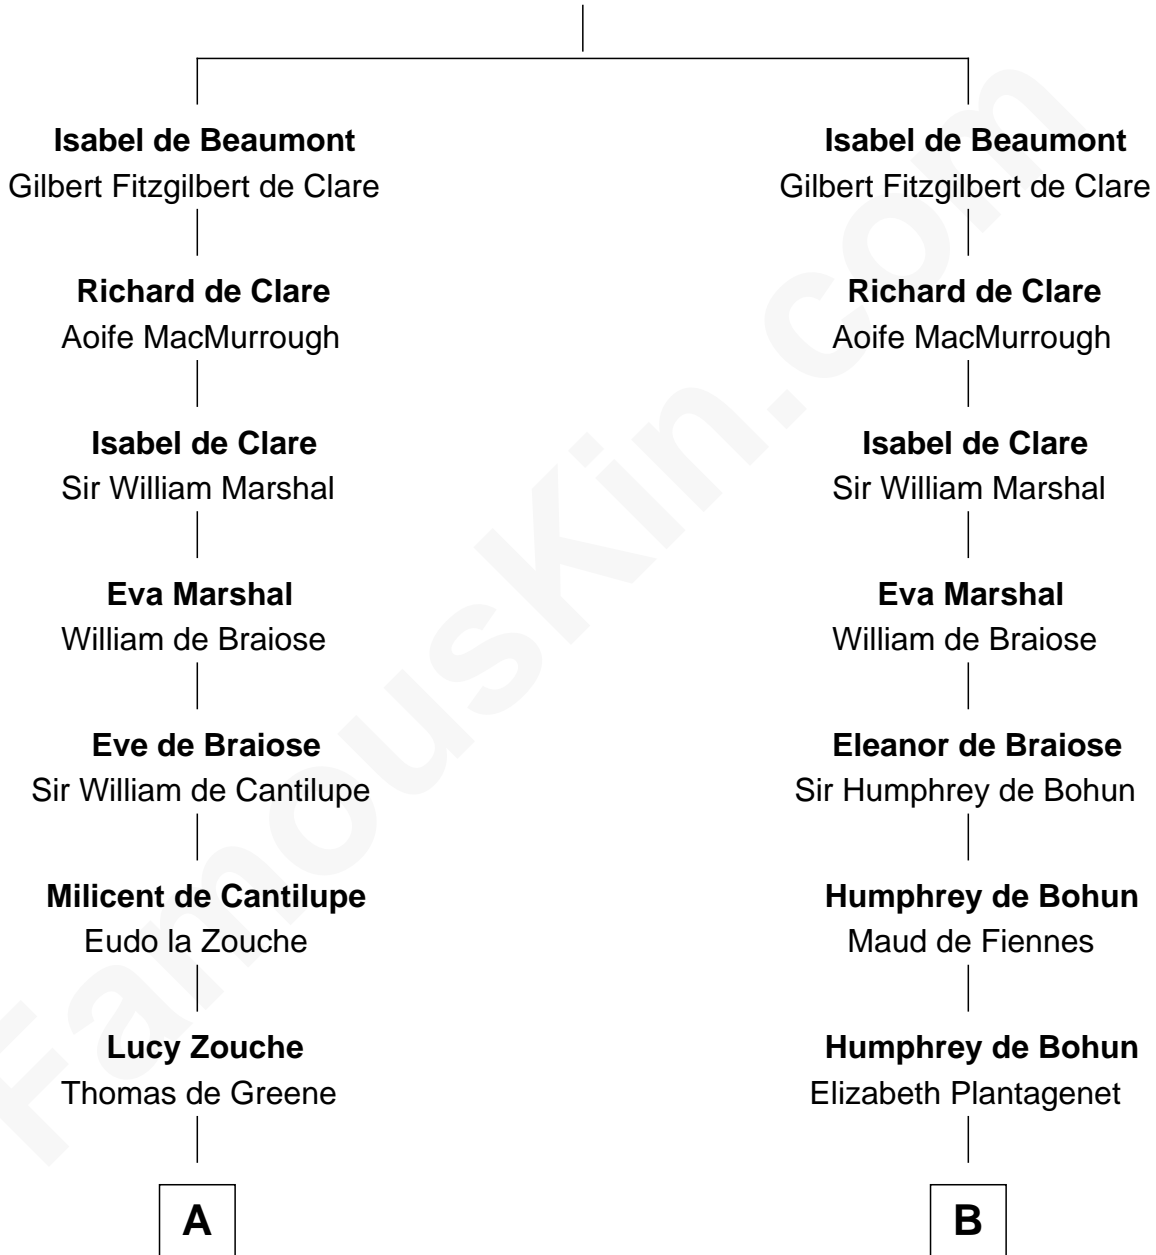 Isabel de Beaumont
Gilbert Fitzgilbert de Clare
Richard de Clare
Aoife MacMurrough
Isabel de Clare
Sir William Marshal
Eva Marshal
William de Braiose
Eve de Braiose
Sir William de Cantilupe
Milicent de Cantilupe
Eudo la Zouche
Lucy Zouche
Thomas de Greene
A
Isabel de Beaumont
Gilbert Fitzgilbert de Clare
Richard de Clare
Aoife MacMurrough
Isabel de Clare
Sir William Marshal
Eva Marshal
William de Braiose
Eleanor de Braiose
Sir Humphrey de Bohun
Humphrey de Bohun
Maud de Fiennes
Humphrey de Bohun
Elizabeth Plantagenet
B
FamousKin.com